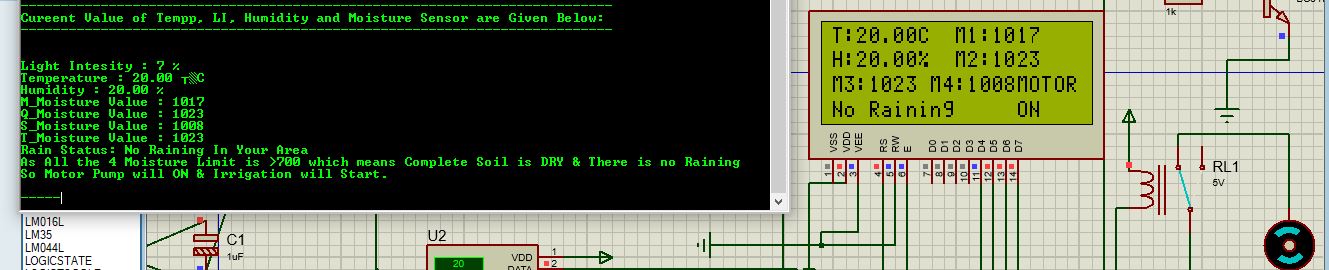 Cureent Value of Tempp, LI, Humidity and Moisture Sensor are Given Below:
Light Intesity : 7 %
Temperature : 20.00 ┬░C
Humidity : 20.00 %
M_Moisture Value : 1017
Q_Moisture Value : 1023
S_Moisture Value : 1008
T_Moisture Value : 1023
Rain Status: No Raining In Your Area
As All the 4 Moisture Limit is >700 which means Complete Soil is DRY & There is no Raining
So Motor Pump will ON & Irrigation will Start.
-----
T:20.00C M1:1017
H:20.00% M2:1023
M3:1023 M4:1008MOTOR
No Raining ON
VSS VDD VEE RS RW E D0 D1 D2 D3 D4 D5 D6 D7
1 2 3 4 5 6 7 8 9 10 11 12 13 14
1k
RL1
5V
LM016L
LM35
LM044L
LOGICSTATE
C1
1uF
U2
20
VDD
DATA
1
2